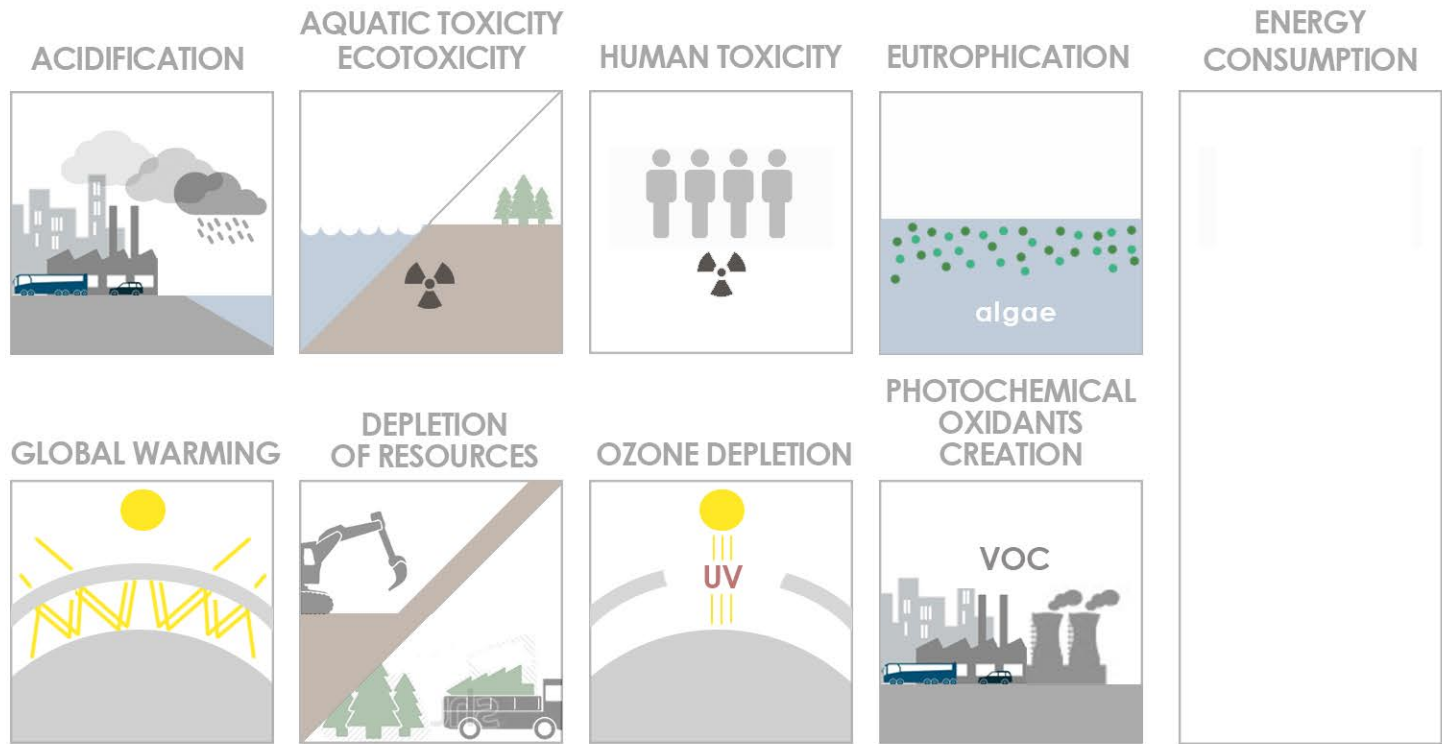 ACIDIFICATION
AQUATIC TOXICITY
ECOTOXICITY
HUMAN TOXICITY
EUTROPHICATION
ENERGY
CONSUMPTION
algae
GLOBAL WARMING
DEPLETION
OF RESOURCES
OZONE DEPLETION
PHOTOCHEMICAL
OXIDANTS
CREATION
UV
VOC